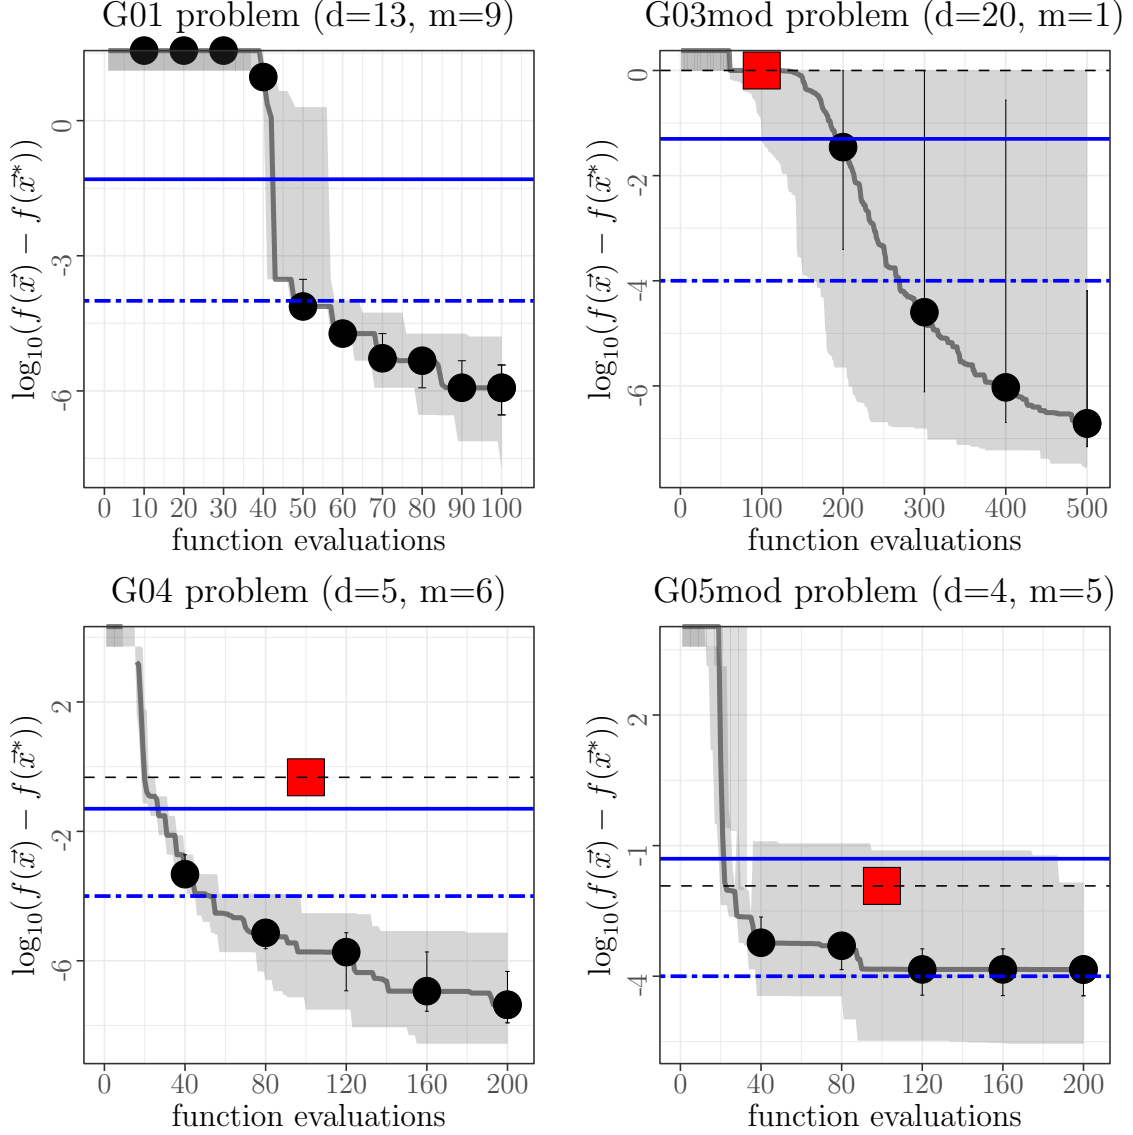 G01 problem (d=13, m=9)
log₁₀(f(x⃗) − f(x⃗*))
0
-3
-6
0 10 20 30 40 50 60 70 80 90 100
function evaluations
G03mod problem (d=20, m=1)
log₁₀(f(x⃗) − f(x⃗*))
0
-2
-4
-6
0 100 200 300 400 500
function evaluations
G04 problem (d=5, m=6)
log₁₀(f(x⃗) − f(x⃗*))
2
-2
-6
0 40 80 120 160 200
function evaluations
G05mod problem (d=4, m=5)
log₁₀(f(x⃗) − f(x⃗*))
2
-1
-4
0 40 80 120 160 200
function evaluations